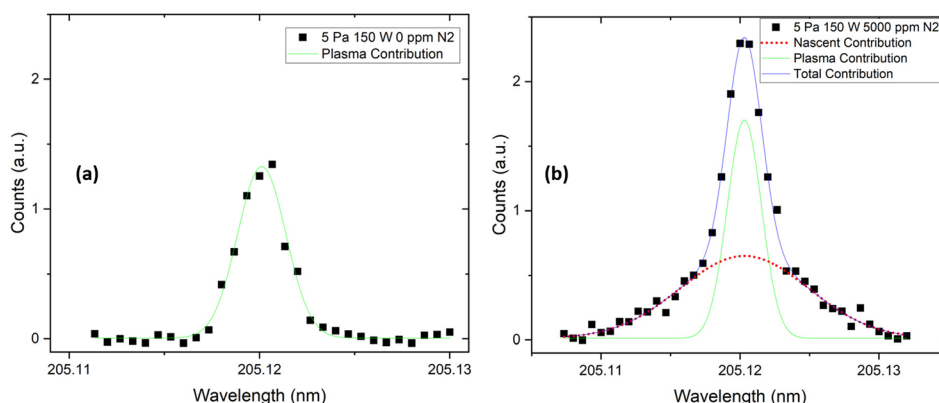 5 Pa 150 W 0 ppm N2
Plasma Contribution
2
(a)
Counts (a.u.)
1
0
205.11
205.12
205.13
Wavelength (nm)
5 Pa 150 W 5000 ppm N2
Nascent Contribution
Plasma Contribution
Total Contribution
2
(b)
Counts (a.u.)
1
0
205.11
205.12
205.13
Wavelength (nm)